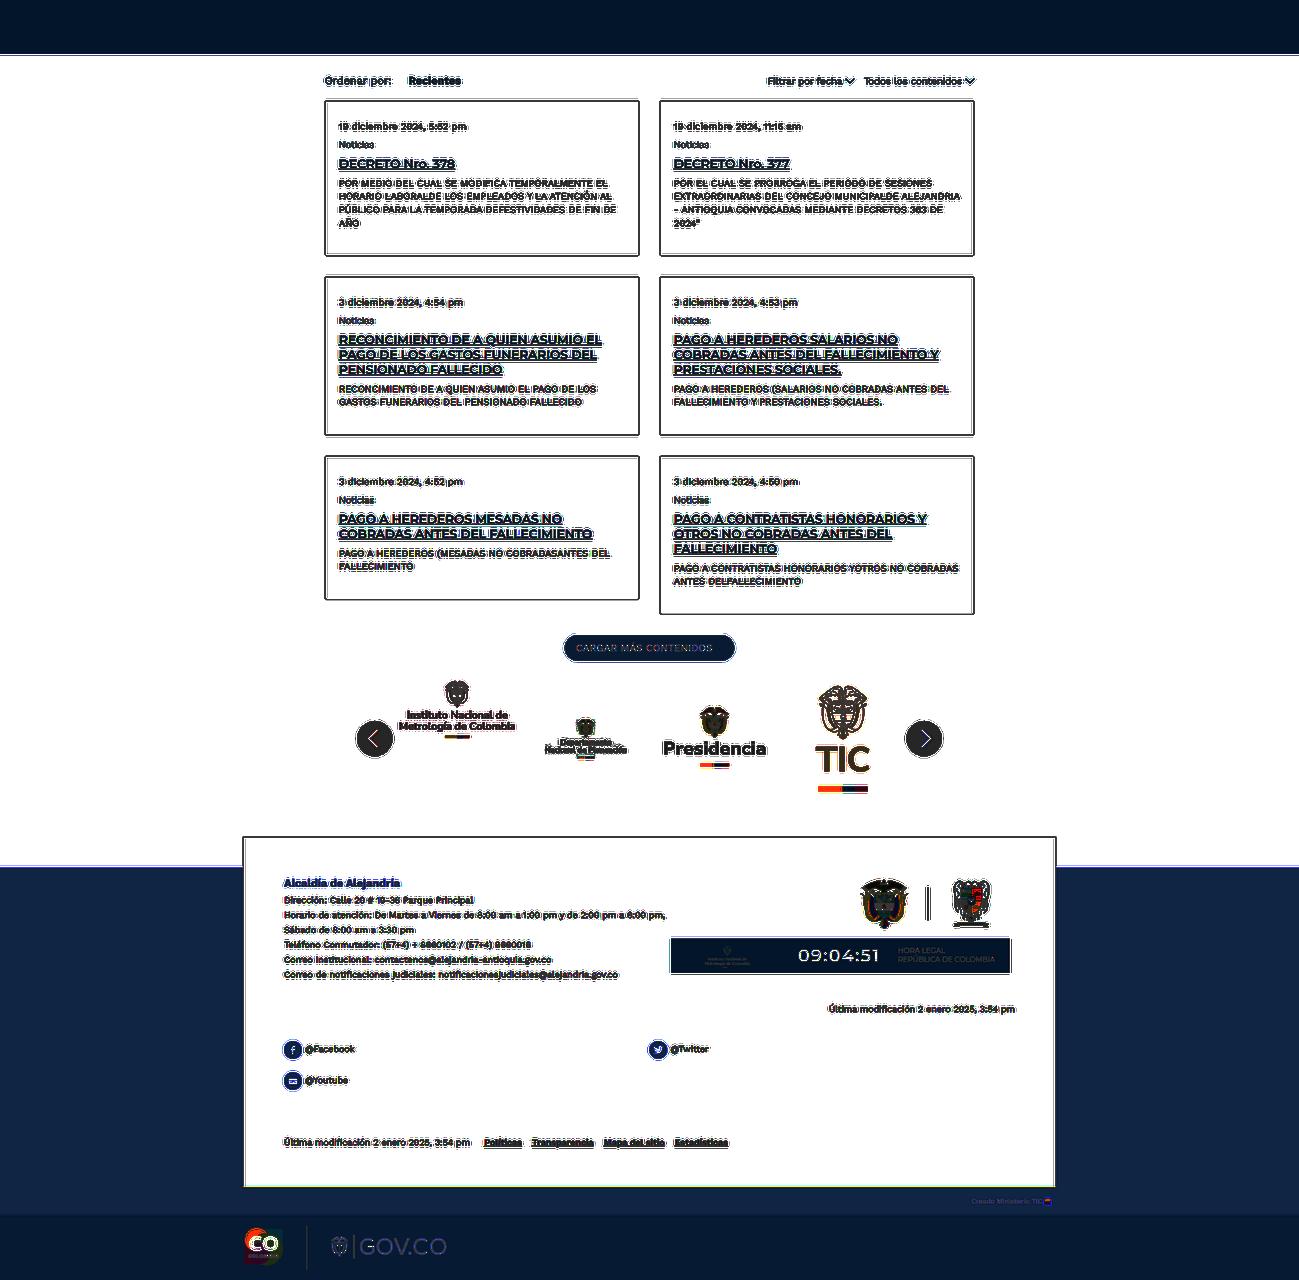 Ordenar por: Recientes Filtrar por fecha Todos los contenidos
19 diciembre 2024, 5:52 pm
Noticias
DECRETO Nro. 378
POR MEDIO DEL CUAL SE MODIFICA TEMPORALMENTE EL
HORARIO LABORALDE LOS EMPLEADOS Y LA ATENCIÓN AL
PÚBLICO PARA LA TEMPORADA DEFESTIVIDADES DE FIN DE
AÑO
19 diciembre 2024, 11:16 am
Noticias
DECRETO Nro. 377
POR EL CUAL SE PRORROGA EL PERIODO DE SESIONES
EXTRAORDINARIAS DEL CONCEJO MUNICIPALDE ALEJANDRIA
- ANTIOQUIA CONVOCADAS MEDIANTE DECRETOS 363 DE
2024"
3 diciembre 2024, 4:54 pm
Noticias
RECONCIMIENTO DE A QUIEN ASUMIO EL
PAGO DE LOS GASTOS FUNERARIOS DEL
PENSIONADO FALLECIDO
RECONCIMIENTO DE A QUIEN ASUMIO EL PAGO DE LOS
GASTOS FUNERARIOS DEL PENSIONADO FALLECIDO
3 diciembre 2024, 4:53 pm
Noticias
PAGO A HEREDEROS SALARIOS NO
COBRADAS ANTES DEL FALLECIMIENTO Y
PRESTACIONES SOCIALES.
PAGO A HEREDEROS (SALARIOS NO COBRADAS ANTES DEL
FALLECIMIENTO Y PRESTACIONES SOCIALES.
3 diciembre 2024, 4:52 pm
Noticias
PAGO A HEREDEROS MESADAS NO
COBRADAS ANTES DEL FALLECIMIENTO
PAGO A HEREDEROS (MESADAS NO COBRADASANTES DEL
FALLECIMIENTO
3 diciembre 2024, 4:50 pm
Noticias
PAGO A CONTRATISTAS HONORARIOS Y
OTROS NO COBRADAS ANTES DEL
FALLECIMIENTO
PAGO A CONTRATISTAS HONORARIOS YOTROS NO COBRADAS
ANTES DELFALLECIMIENTO
CARGAR MÁS CONTENIDOS
Instituto Nacional de
Metrología de Colombia
Departamento
Nacional de Planeación
Presidencia
TIC
Alcaldía de Alejandría
Dirección: Calle 20 # 19-36 Parque Principal
Horario de atención: De Martes a Viernes de 8:00 am a 1:00 pm y de 2:00 pm a 6:00 pm,
Sábado de 8:00 am a 3:30 pm
Teléfono Conmutador: (57+4) + 8660102 / (57+4) 8660018
Correo institucional: contactenos@alejandria-antioquia.gov.co
Correo de notificaciones judiciales: notificacionesjudiciales@alejandria.gov.co
Instituto Nacional de
Metrología de Colombia
09:04:51
HORA LEGAL
REPÚBLICA DE COLOMBIA
Última modificación 2 enero 2025, 3:54 pm
@Facebook @Twitter
@Youtube
Última modificación 2 enero 2025, 3:54 pm Políticas Transparencia Mapa del sitio Estadísticas
Creado Ministerio TIC
CO
COLOMBIA
GOV.CO